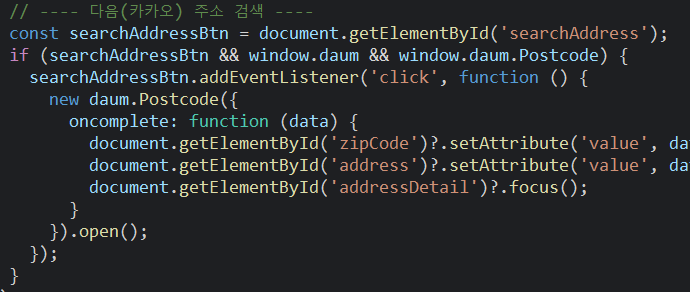 // ---- 다음(카카오) 주소 검색 ----
const searchAddressBtn = document.getElementById('searchAddress');
if (searchAddressBtn && window.daum && window.daum.Postcode) {
searchAddressBtn.addEventListener('click', function () {
new daum.Postcode({
oncomplete: function (data) {
document.getElementById('zipCode')?.setAttribute('value', da
document.getElementById('address')?.setAttribute('value', da
document.getElementById('addressDetail')?.focus();
}
}).open();
});
}